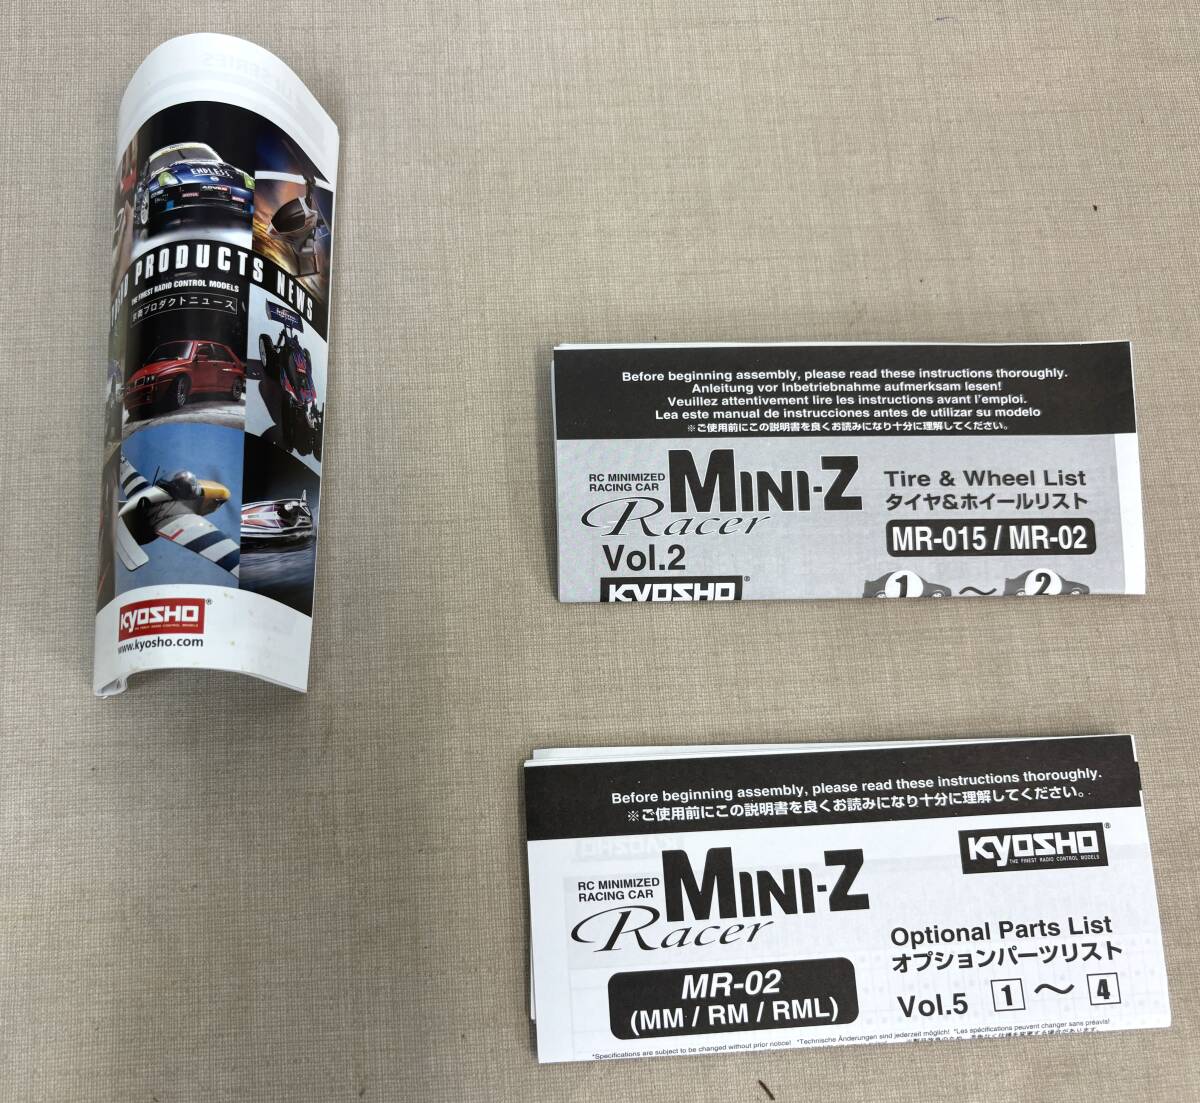 ENDLESS
ADVAN
PRODUCTS NEWS
THE FINEST RADIO CONTROL MODELS
京商プロダクトニュース
KYOSHO®
THE FINEST RADIO CONTROL MODELS
www.kyosho.com
Before beginning assembly, please read these instructions thoroughly.
Anleitung vor Inbetriebnahme aufmerksam lesen!
Veuillez attentivement lire les instructions avant l'emploi.
Lea este manual de instrucciones antes de utilizar su modelo
※ご使用前にこの説明書を良くお読みになり十分に理解してください。
RC MINIMIZED
RACING CAR
MINI-Z
Racer
Vol.2
KYOSHO®
Tire & Wheel List
タイヤ&ホイールリスト
MR-015 / MR-02
1 ～ 2
Before beginning assembly, please read these instructions thoroughly.
※ご使用前にこの説明書を良くお読みになり十分に理解してください。
KYOSHO®
THE FINEST RADIO CONTROL MODELS
RC MINIMIZED
RACING CAR
MINI-Z
Racer
MR-02
(MM / RM / RML)
Optional Parts List
オプションパーツリスト
Vol.5 1 ～ 4
*Specifications are subject to be changed without prior notice! *Technische Änderungen sind jederzeit möglich! *Les spécifications peuvent changer sans préavis!